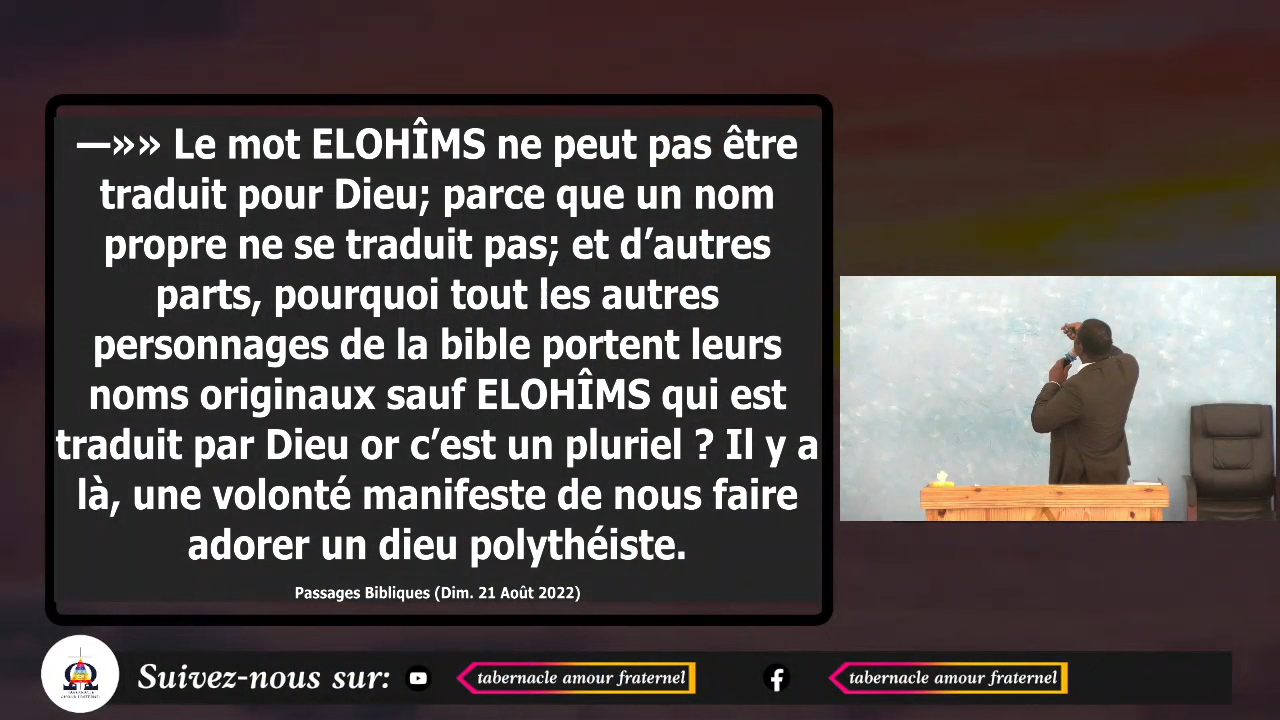 —»» Le mot ELOHÎMS ne peut pas être
traduit pour Dieu; parce que un nom
propre ne se traduit pas; et d’autres
parts, pourquoi tout les autres
personnages de la bible portent leurs
noms originaux sauf ELOHÎMS qui est
traduit par Dieu or c’est un pluriel ? Il y a
là, une volonté manifeste de nous faire
adorer un dieu polythéiste.
Passages Bibliques (Dim. 21 Août 2022)
Suivez-nous sur:
tabernacle amour fraternel
tabernacle amour fraternel